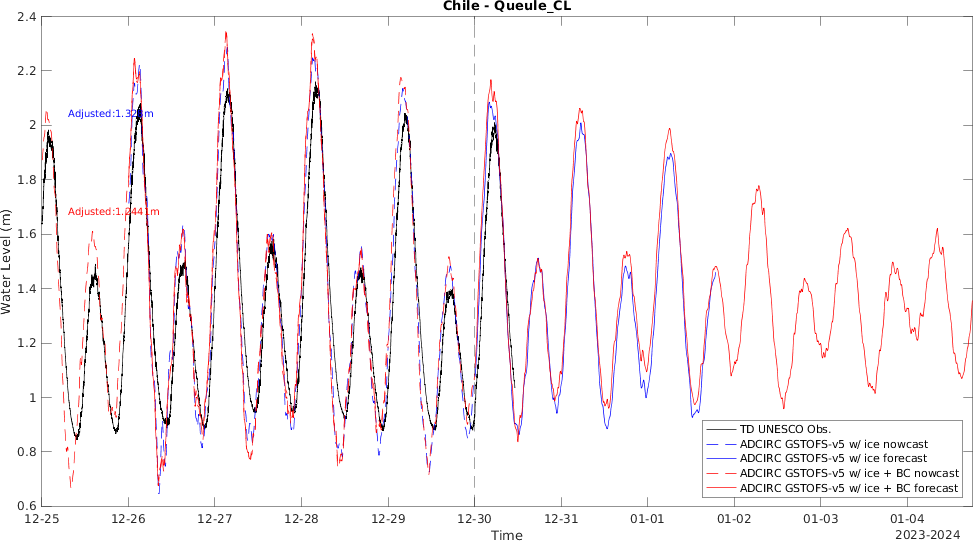 Chile - Queule_CL
2.4
2.2
2
1.8
1.6
1.4
1.2
1
0.8
0.6
Water Level (m)
Adjusted:1.2441m
12-25
12-26
12-27
12-28
12-29
12-30
12-31
01-01
01-02
01-03
01-04
Time
2023-2024
TD UNESCO Obs.
ADCIRC GSTOFS-v5 w/ ice nowcast
ADCIRC GSTOFS-v5 w/ ice forecast
ADCIRC GSTOFS-v5 w/ ice + BC nowcast
ADCIRC GSTOFS-v5 w/ ice + BC forecast